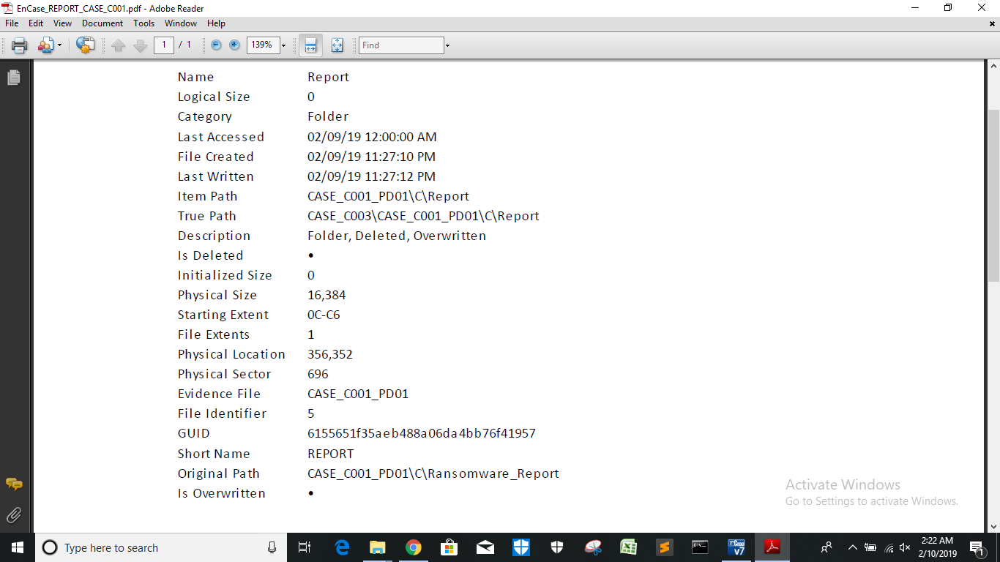 EnCase_REPORT_CASE_C001.pdf - Adobe Reader
File Edit View Document Tools Window Help
1 / 1 139% Find
Name Report
Logical Size 0
Category Folder
Last Accessed 02/09/19 12:00:00 AM
File Created 02/09/19 11:27:10 PM
Last Written 02/09/19 11:27:12 PM
Item Path CASE_C001_PD01\C\Report
True Path CASE_C003\CASE_C001_PD01\C\Report
Description Folder, Deleted, Overwritten
Is Deleted •
Initialized Size 0
Physical Size 16,384
Starting Extent 0C-C6
File Extents 1
Physical Location 356,352
Physical Sector 696
Evidence File CASE_C001_PD01
File Identifier 5
GUID 6155651f35aeb488a06da4bb76f41957
Short Name REPORT
Original Path CASE_C001_PD01\C\Ransomware_Report
Is Overwritten •
Activate Windows
Go to Settings to activate Windows.
Type here to search
v7
2:22 AM
2/10/2019
1